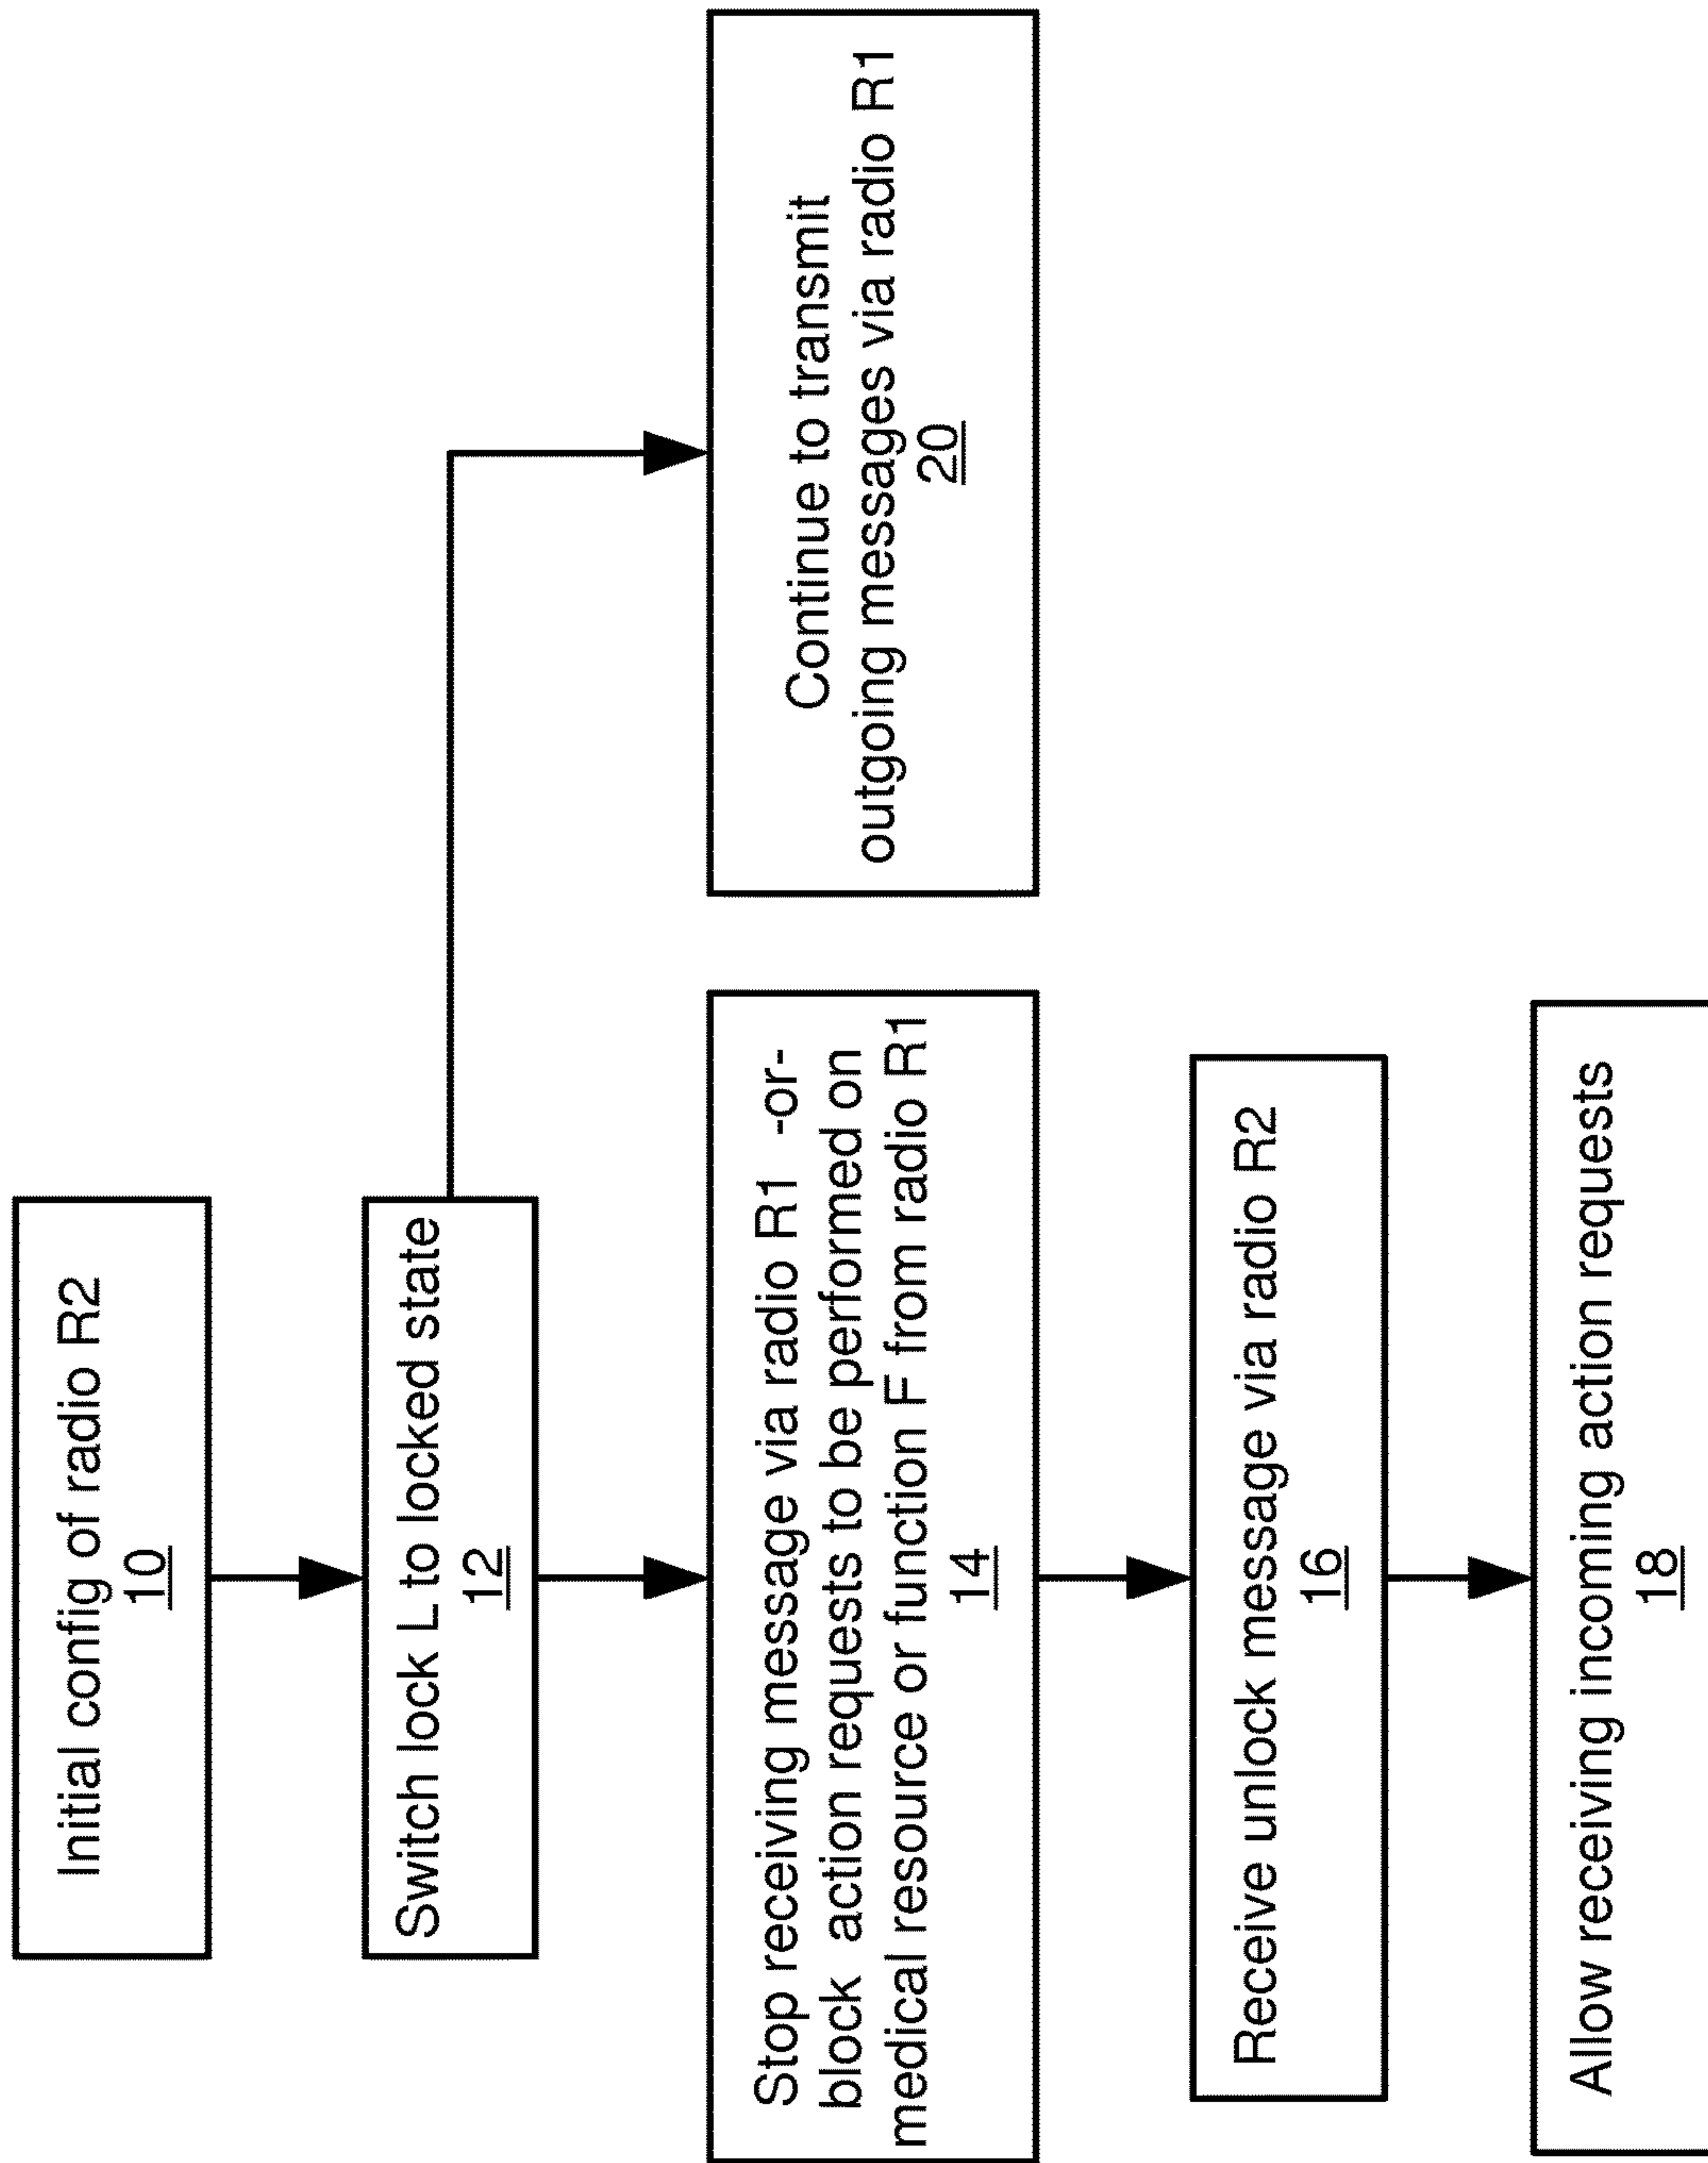 Initial config of radio R2
10
Switch lock L to locked state
12
Stop receiving message via radio R1 -or-
block action requests to be performed on
medical resource or function F from radio R1
14
Continue to transmit
outgoing messages via radio R1
20
Receive unlock message via radio R2
16
Allow receiving incoming action requests
18